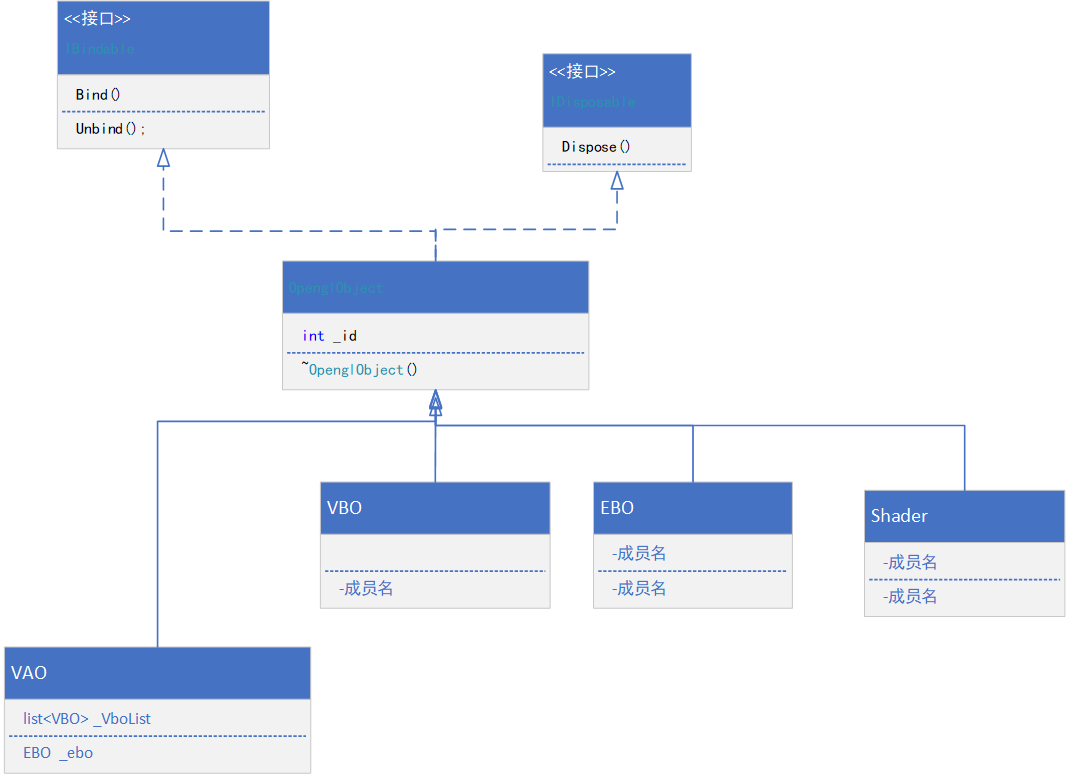 <<接口>>
IBindable
Bind()
Unbind();
<<接口>>
IDisposable
Dispose()
OpenglObject
int _id
~OpenglObject()
VBO
-成员名
EBO
-成员名
-成员名
Shader
-成员名
-成员名
VAO
list<VBO> _VboList
EBO _ebo